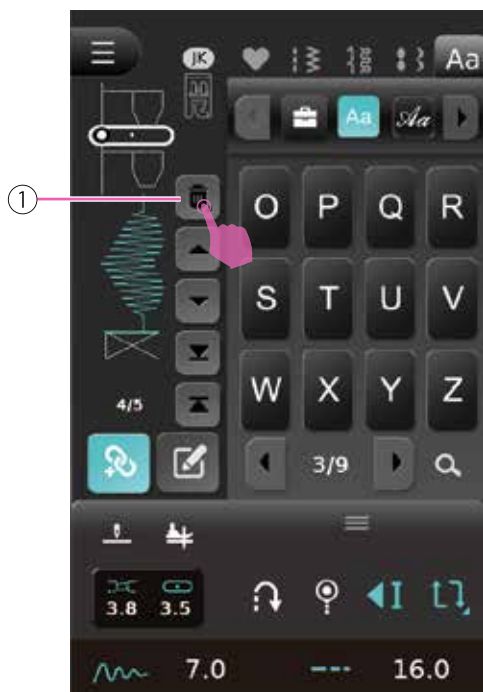 JK Aa
Aa Aa
1
O P Q R
S T U V
W X Y Z
4/5
3/9
3.8 3.5
I
7.0 16.0